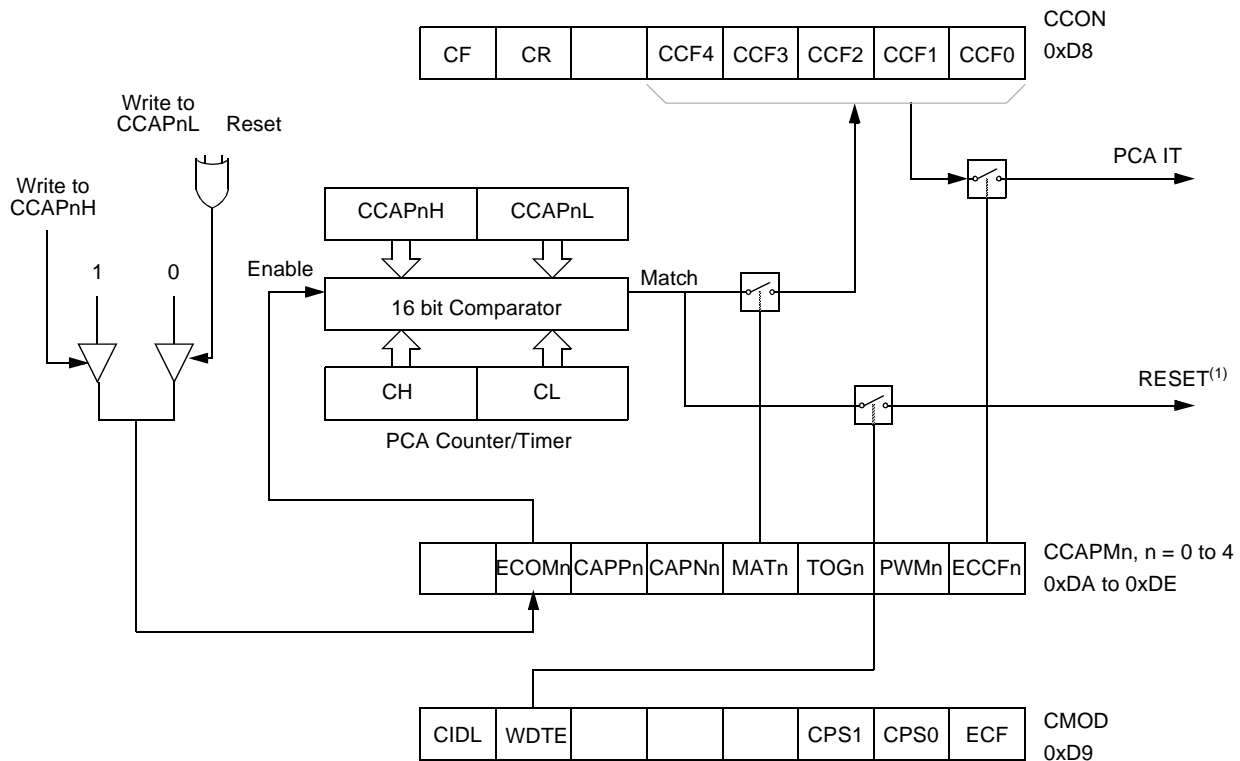 CCON
0xD8
CF CR CCF4 CCF3 CCF2 CCF1 CCF0
Write to
CCAPnL Reset
PCA IT
Write to
CCAPnH
CCAPnH CCAPnL
1 0
Enable
Match
16 bit Comparator
RESET(1)
CH CL
PCA Counter/Timer
ECOMn CAPPn CAPNn MATn TOGn PWMn ECCFn
CCAPMn, n = 0 to 4
0xDA to 0xDE
CIDL WDTE CPS1 CPS0 ECF
CMOD
0xD9